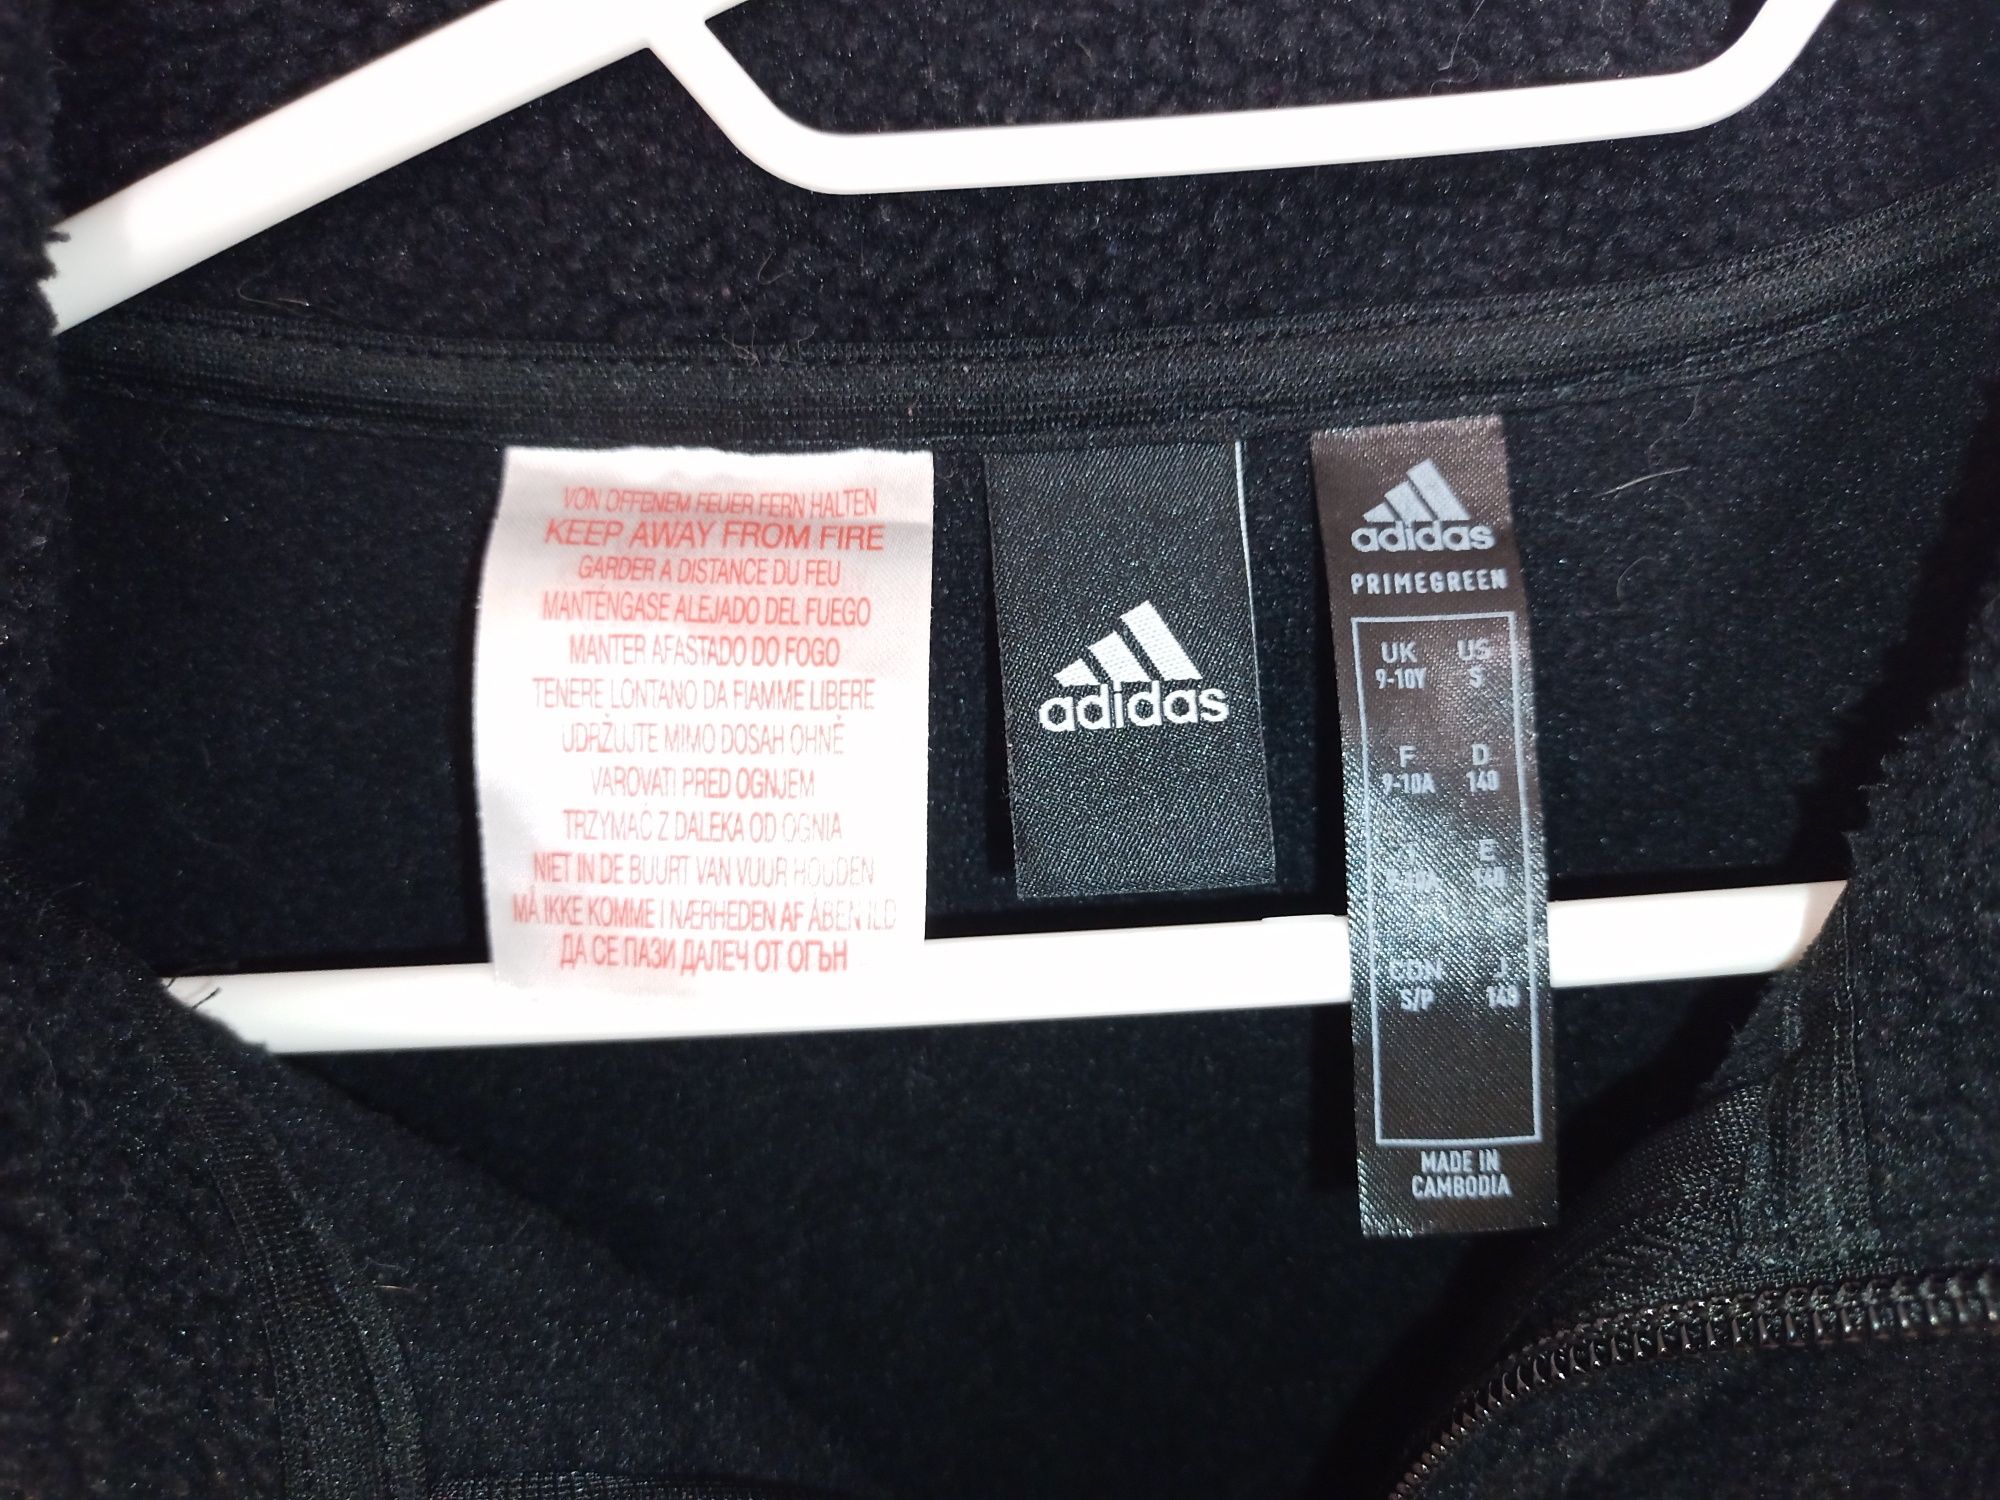 VON OFFENEM FEUER FERN HALTEN
KEEP AWAY FROM FIRE
GARDER A DISTANCE DU FEU
MANTÉNGASE ALEJADO DEL FUEGO
MANTER AFASTADO DO FOGO
TENERE LONTANO DA FIAMME LIBERE
UDRŽUJTE MIMO DOSAH OHNĚ
VAROVATI PRED OGNJEM
TRZYMAĆ Z DALEKA OD OGNIA
NIET IN DE BUURT VAN VUUR HOUDEN
MÅ IKKE KOMME I NÆRHEDEN AF ÅBEN ILD
ДА СЕ ПАЗИ ДАЛЕЧ ОТ ОГЪН
adidas
adidas
PRIMEGREEN
UK US
9-10Y S
F D
9-10A 140
E
140
CDN J
S/P 140
MADE IN
CAMBODIA